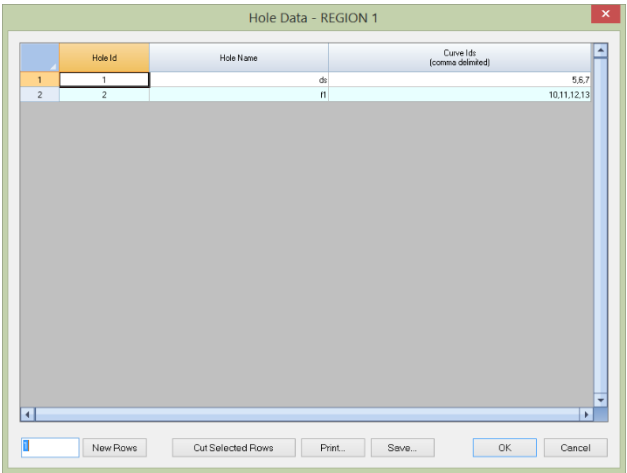 Hole Data - REGION 1
Hole Id Hole Name Curve Ids
(comma delimited)
1 1 ds 5,6,7
2 2 f1 10,11,12,13
1 New Rows Cut Selected Rows Print... Save... OK Cancel